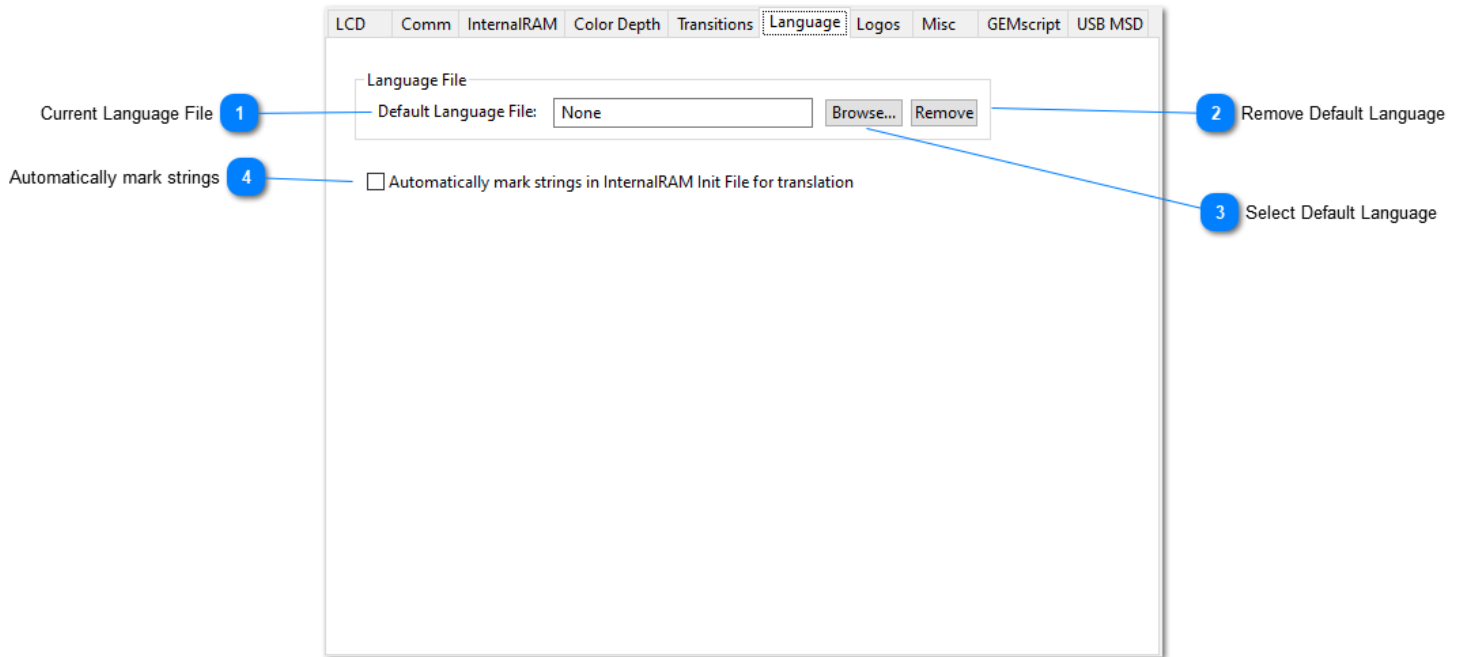 LCD Comm InternalRAM Color Depth Transitions Language Logos Misc GEMscript USB MSD
Language File
Current Language File 1 Default Language File: None Browse... Remove 2 Remove Default Language
Automatically mark strings 4 Automatically mark strings in InternalRAM Init File for translation
3 Select Default Language